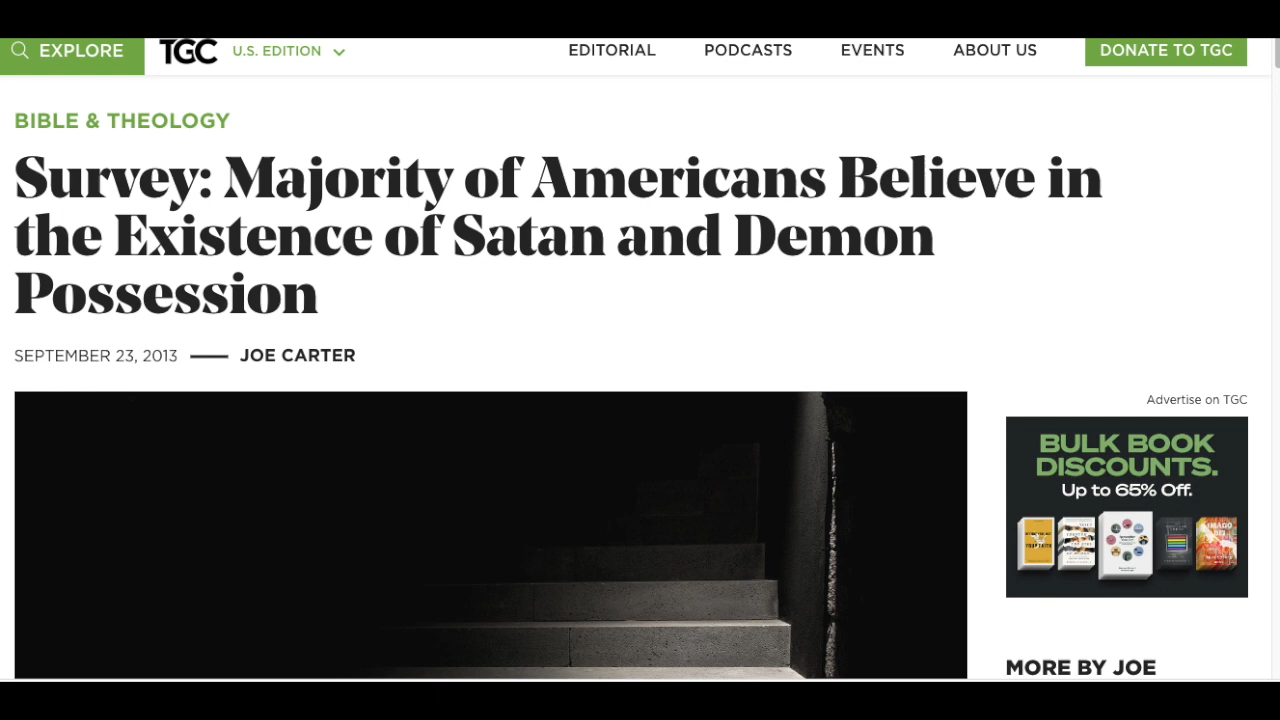 EXPLORE
TGC
U.S. EDITION
EDITORIAL
PODCASTS
EVENTS
ABOUT US
DONATE TO TGC
BIBLE & THEOLOGY
Survey: Majority of Americans Believe in
the Existence of Satan and Demon
Possession
SEPTEMBER 23, 2013
JOE CARTER
Advertise on TGC
BULK BOOK
DISCOUNTS.
Up to 65% Off.
MORE BY JOE